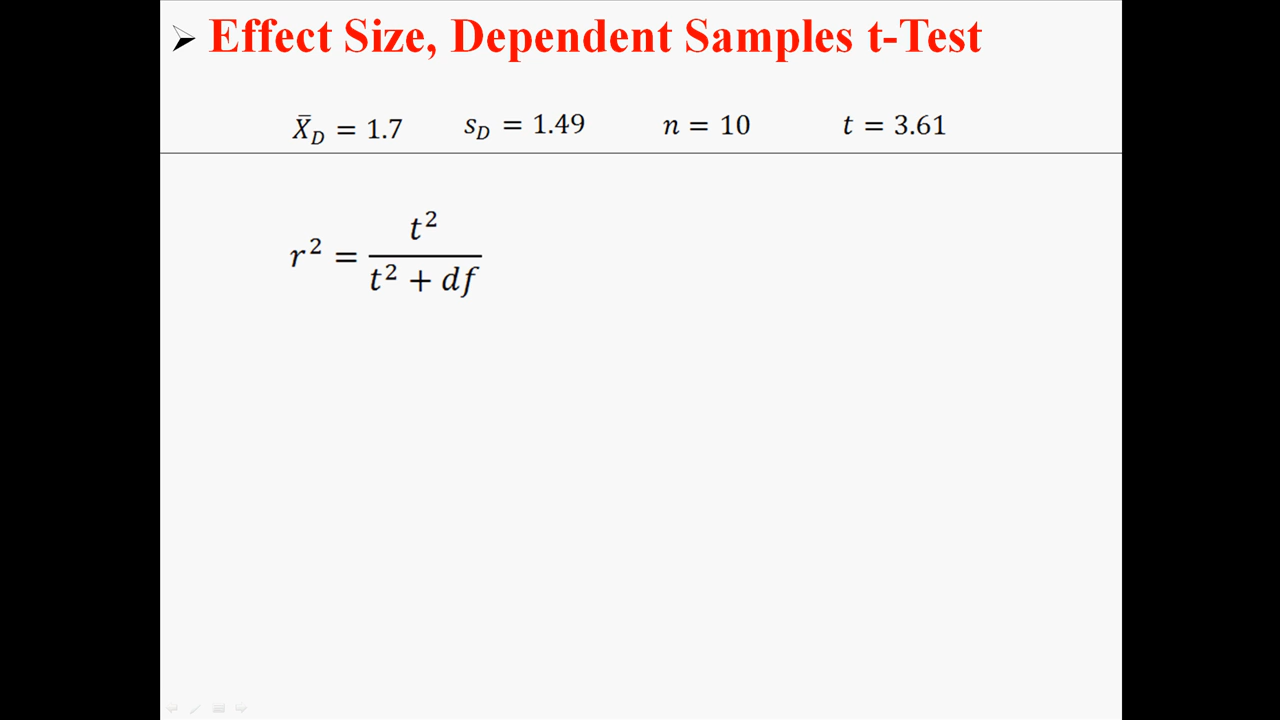 ➢ Effect Size, Dependent Samples t-Test
X̄_D = 1.7 s_D = 1.49 n = 10 t = 3.61
r² = t² / (t² + df)